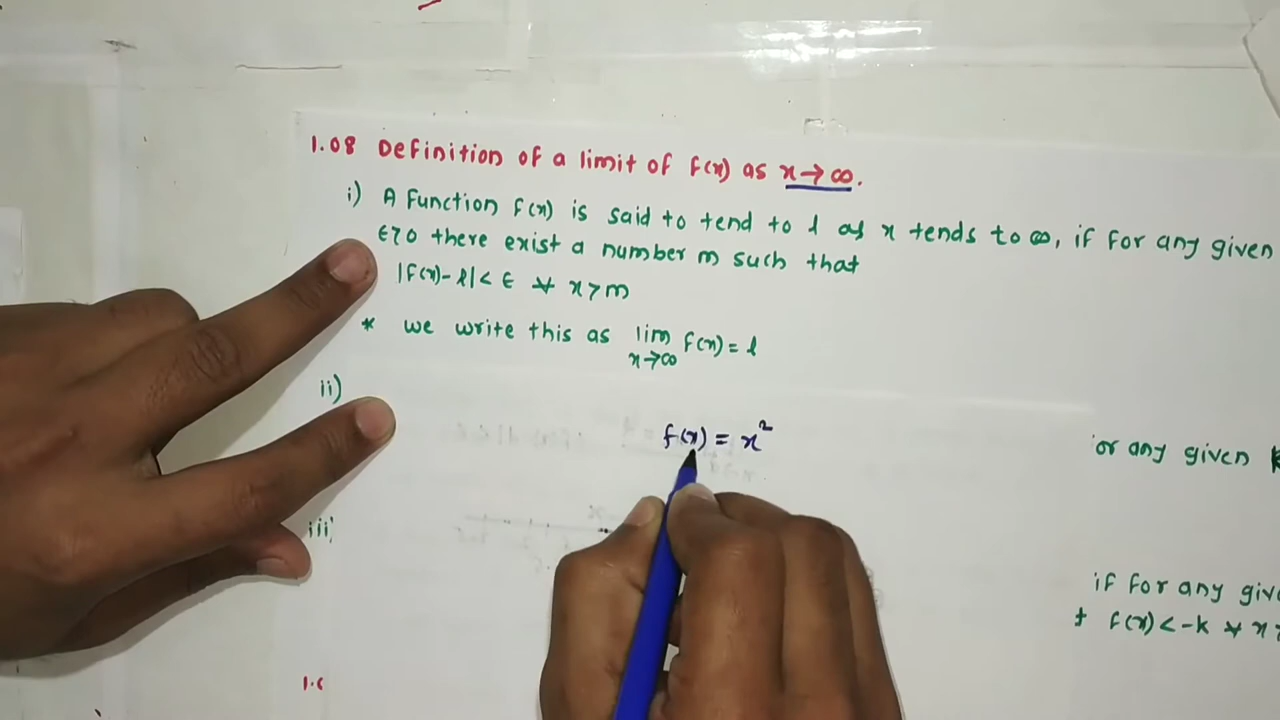 1.08 Definition of a limit of f(x) as x→∞.
i) A function f(x) is said to tend to l as x tends to ∞, if for any given
ϵ>0 there exist a number m such that
|f(x)-l|< ϵ ∀ x>m
* we write this as lim x→∞ f(x)= l
ii)
f(x) = x²
or any given k
iii)
if for any give
f(x)<-k ∀ x>